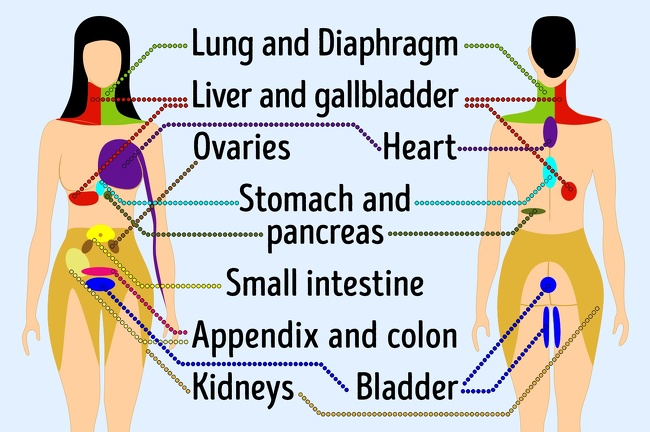 Lung and Diaphragm
Liver and gallbladder
Ovaries Heart
Stomach and
pancreas
Small intestine
Appendix and colon
Kidneys Bladder